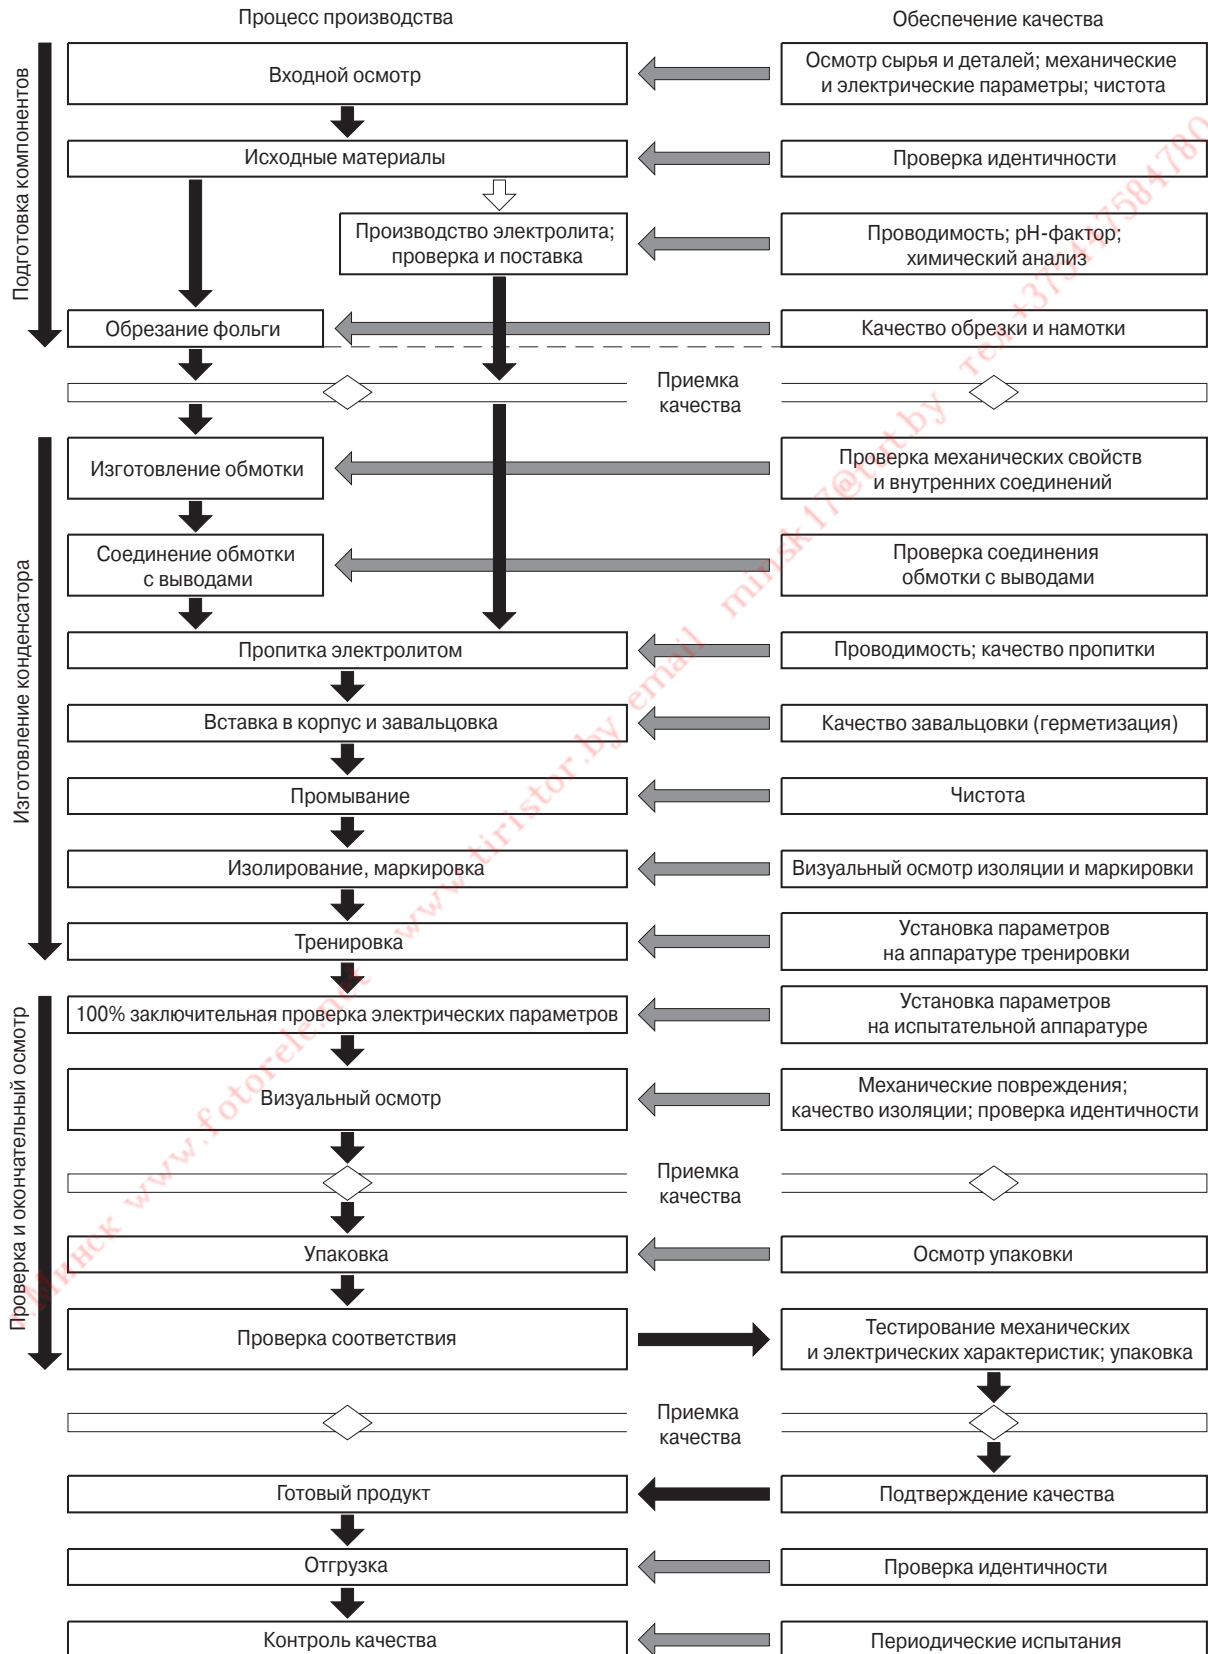 Процесс производства
Обеспечение качества
Подготовка компонентов
Входной осмотр
Осмотр сырья и деталей; механические
и электрические параметры; чистота
Исходные материалы
Проверка идентичности
Производство электролита;
проверка и поставка
Проводимость; pH-фактор;
химический анализ
Обрезание фольги
Качество обрезки и намотки
Приемка
качества
Изготовление конденсатора
Изготовление обмотки
Проверка механических свойств
и внутренних соединений
Соединение обмотки
с выводами
Проверка соединения
обмотки с выводами
Пропитка электролитом
Проводимость; качество пропитки
Вставка в корпус и завальцовка
Качество завальцовки (герметизация)
Промывание
Чистота
Изолирование, маркировка
Визуальный осмотр изоляции и маркировки
Тренировка
Установка параметров
на аппаратуре тренировки
Проверка и окончательный осмотр
100% заключительная проверка электрических параметров
Установка параметров
на испытательной аппаратуре
Визуальный осмотр
Механические повреждения;
качество изоляции; проверка идентичности
Приемка
качества
Упаковка
Осмотр упаковки
Проверка соответствия
Тестирование механических
и электрических характеристик; упаковка
Приемка
качества
Готовый продукт
Подтверждение качества
Отгрузка
Проверка идентичности
Контроль качества
Периодические испытания
г.Минск www.fotorele.net www.tiristor.by email minsk17@tut.by тел.+375447584780